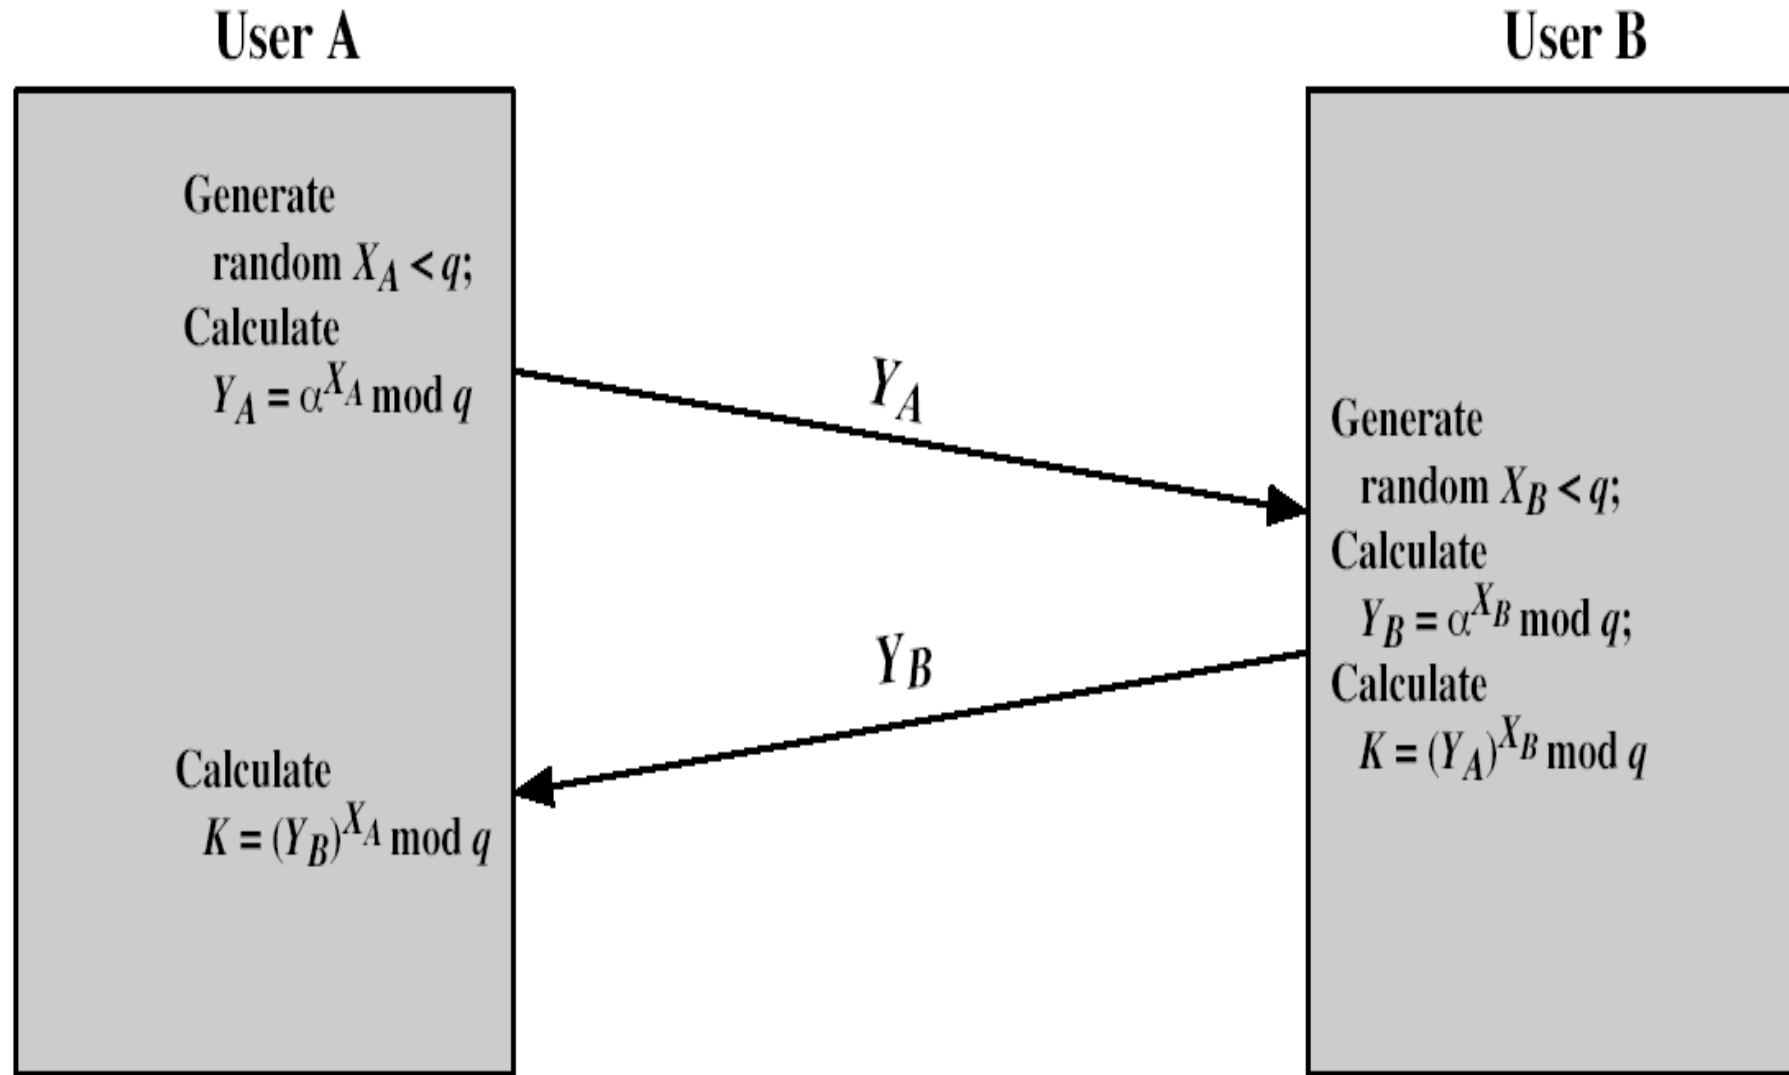 User A
Generate
random X_A < q;
Calculate
Y_A = α^{X_A} mod q
Calculate
K = (Y_B)^{X_A} mod q
Y_A
Y_B
User B
Generate
random X_B < q;
Calculate
Y_B = α^{X_B} mod q;
Calculate
K = (Y_A)^{X_B} mod q